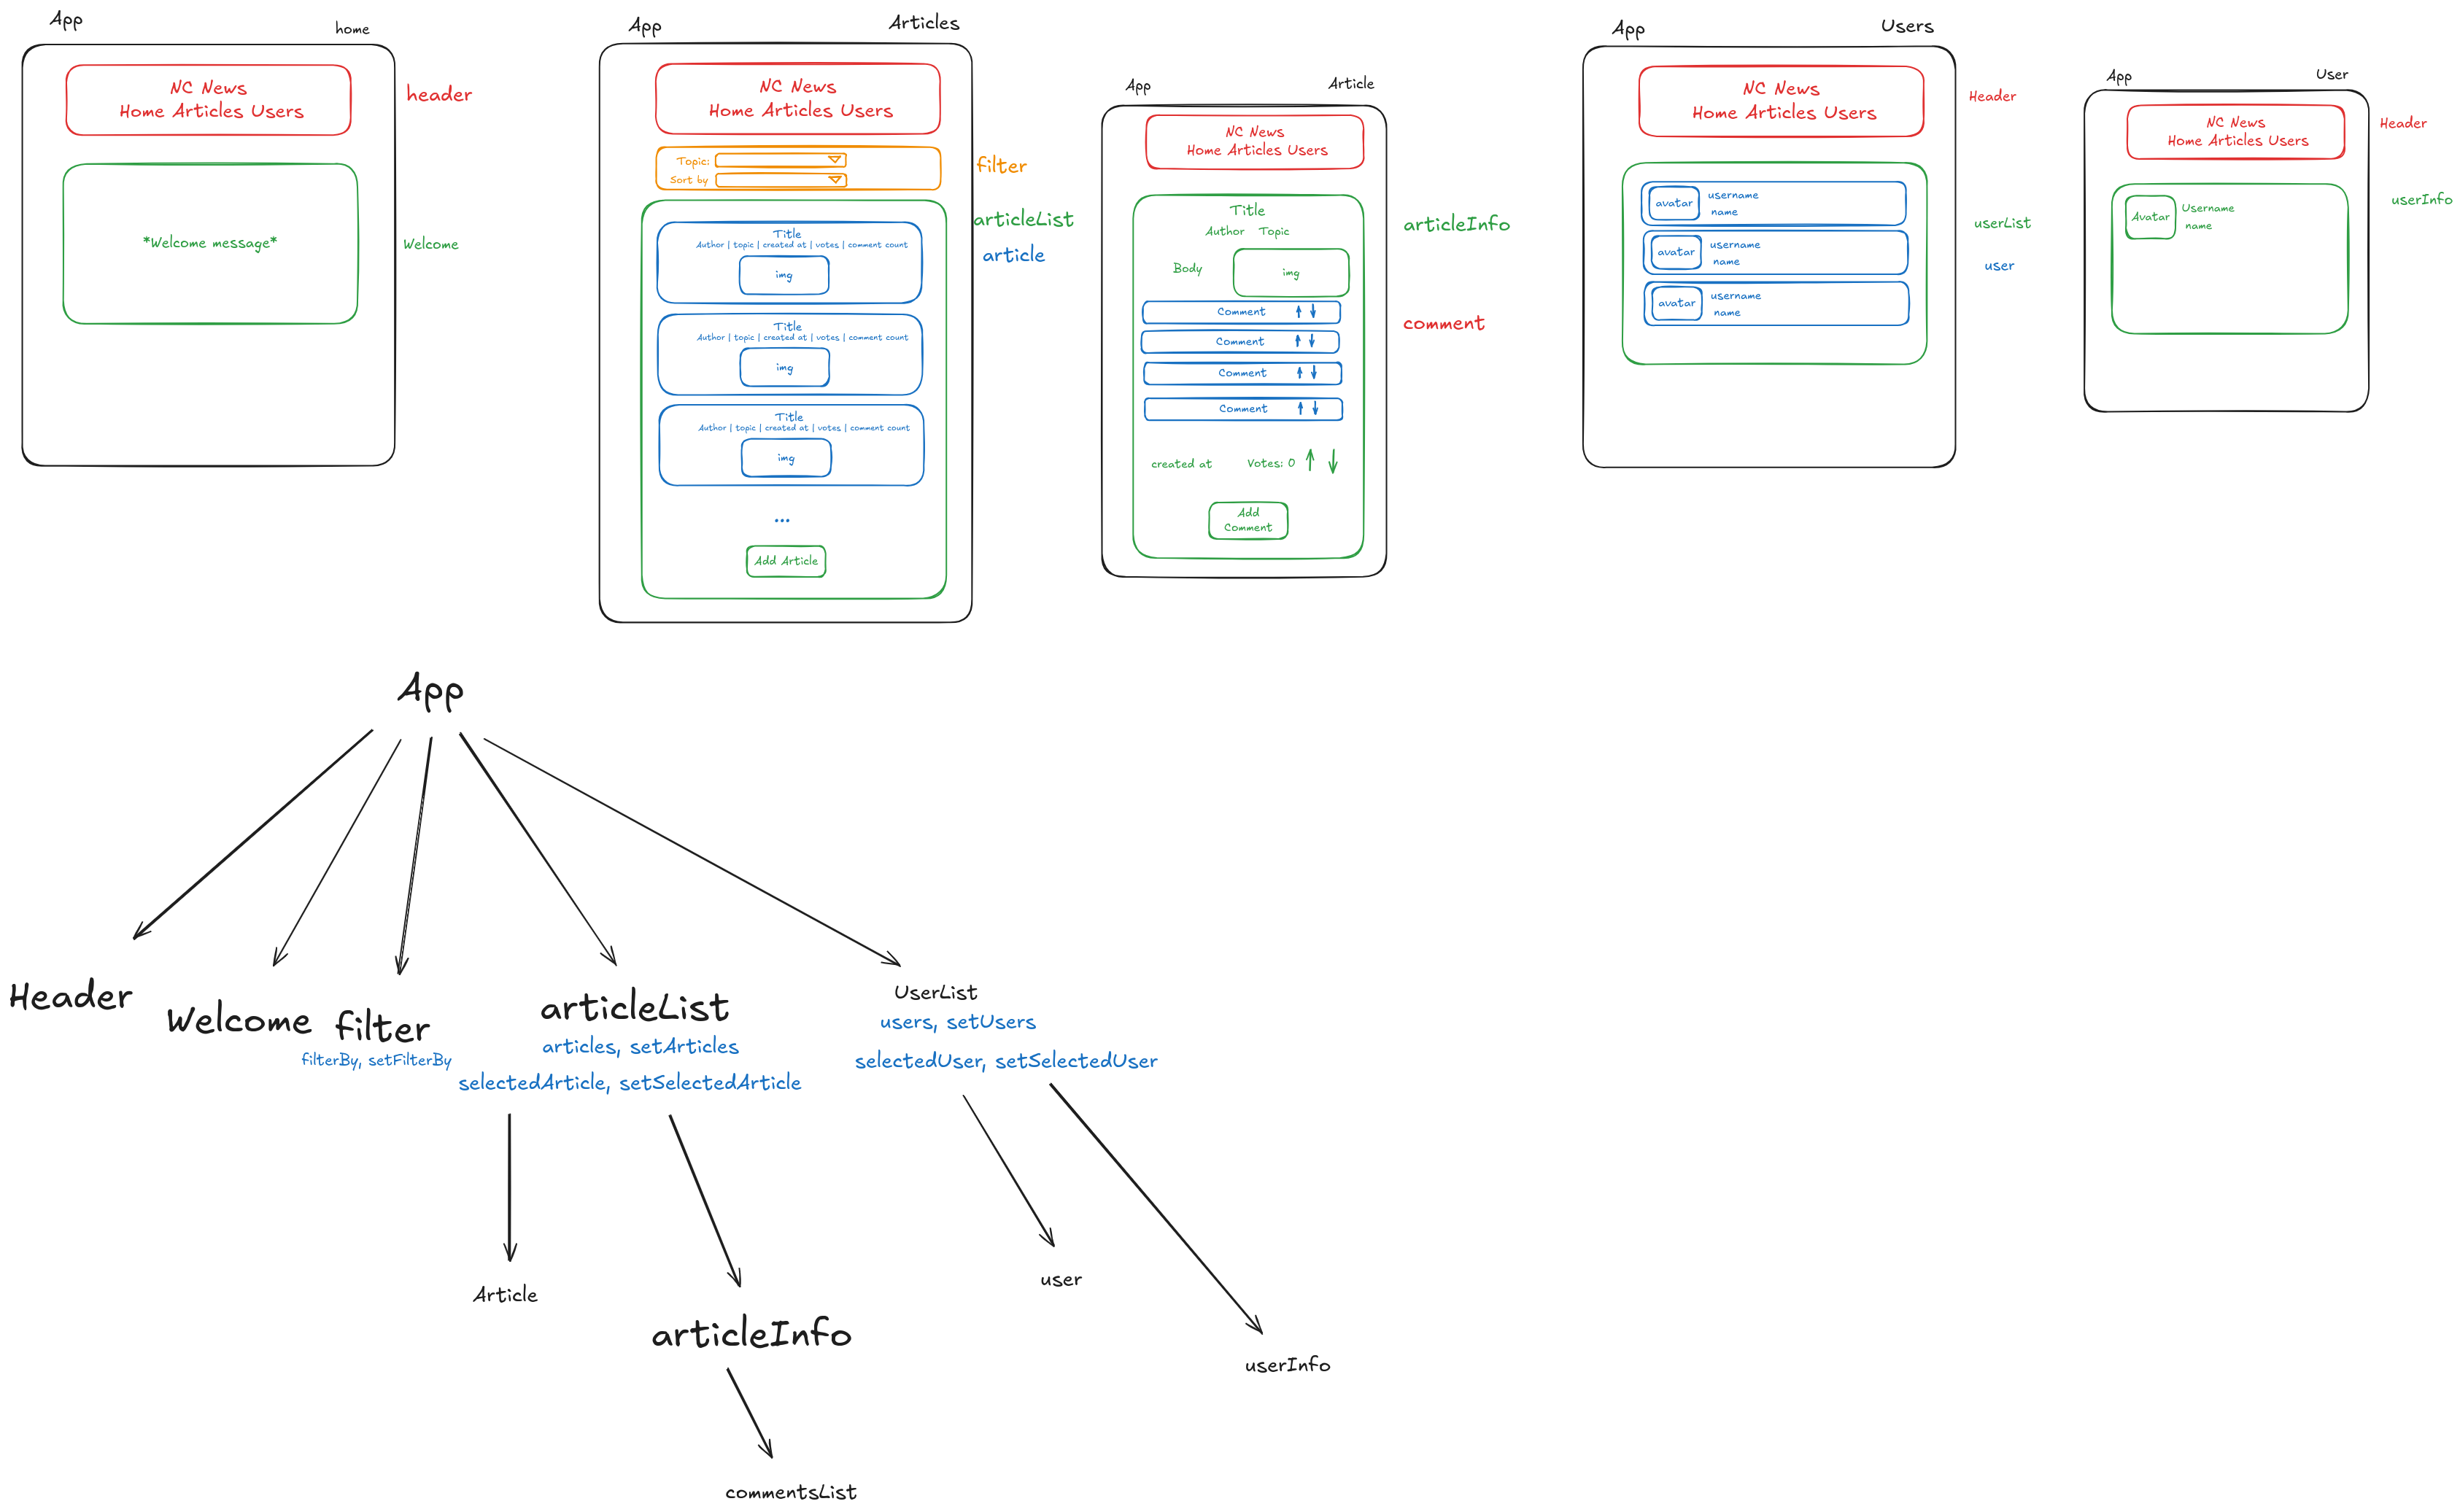 App
home
NC News
Home Articles Users
header
*Welcome message*
Welcome
App
Articles
NC News
Home Articles Users
Topic:
Sort by
filter
articleList
article
Title
Author | topic | created at | votes | comment count
img
Title
Author | topic | created at | votes | comment count
img
Title
Author | topic | created at | votes | comment count
img
...
Add Article
App
Article
NC News
Home Articles Users
Title
Author Topic
Body
img
articleInfo
Comment
Comment
Comment
Comment
comment
created at
Votes: 0
Add
Comment
App
Users
NC News
Home Articles Users
Header
avatar
username
name
avatar
username
name
avatar
username
name
userList
user
App
User
NC News
Home Articles Users
Header
Avatar
Username
name
userInfo
App
Header
Welcome
filter
filterBy, setFilterBy
articleList
articles, setArticles
selectedArticle, setSelectedArticle
UserList
users, setUsers
selectedUser, setSelectedUser
Article
articleInfo
user
userInfo
commentsList